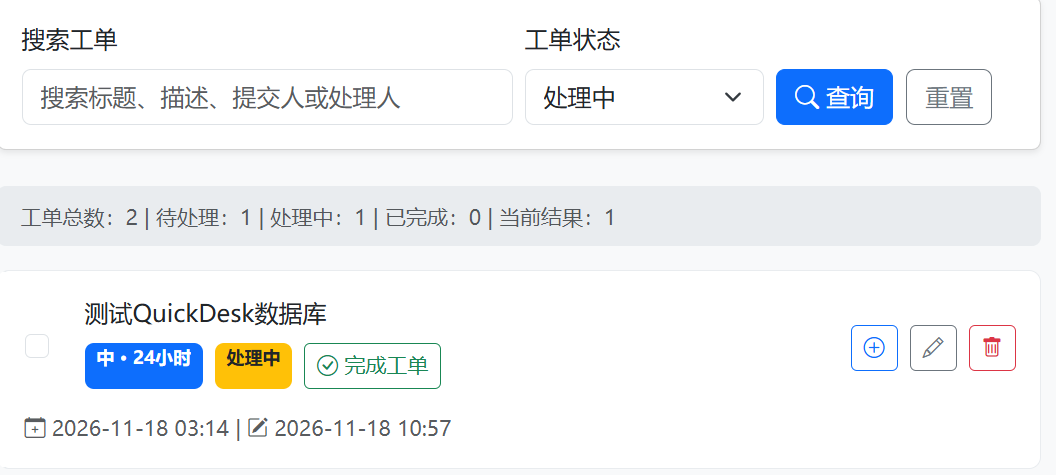 搜索工单 工单状态
搜索标题、描述、提交人或处理人 处理中 查询 重置
工单总数：2 | 待处理：1 | 处理中：1 | 已完成：0 | 当前结果：1
测试QuickDesk数据库
中·24小时 处理中 完成工单
2026-11-18 03:14 | 2026-11-18 10:57